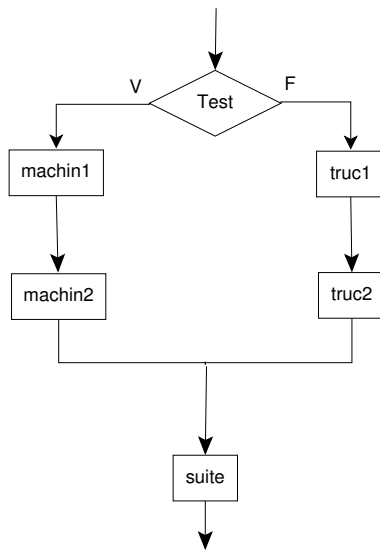 V
F
Test
machin1
truc1
machin2
truc2
suite